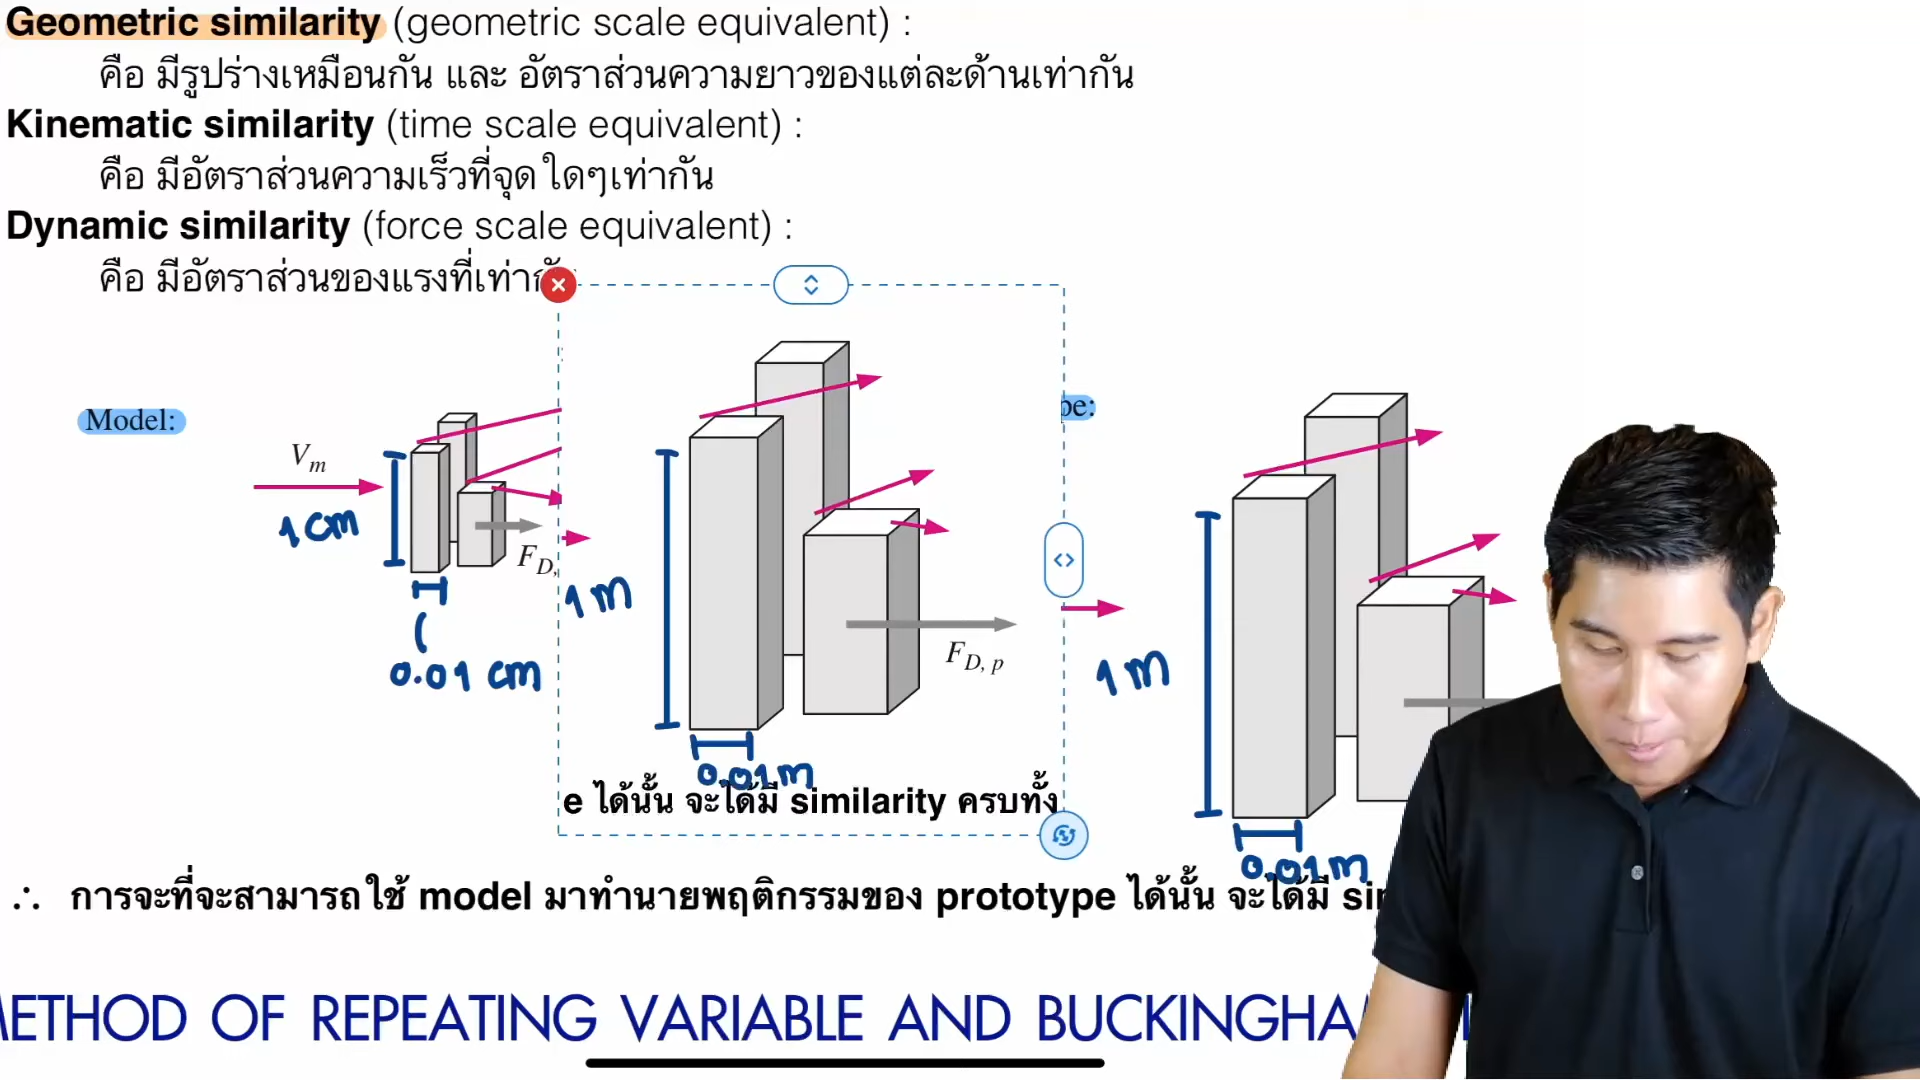 Geometric similarity (geometric scale equivalent) :
คือ มีรูปร่างเหมือนกัน และ อัตราส่วนความยาวของแต่ละด้านเท่ากัน
Kinematic similarity (time scale equivalent) :
คือ มีอัตราส่วนความเร็วที่จุดใดๆเท่ากัน
Dynamic similarity (force scale equivalent) :
คือ มีอัตราส่วนของแรงที่เท่ากัน
Model:
pe:
Vm
1 cm
FD,
0.01 cm
1 m
FD, p
0.01 m
1 m
0.01 m
e ได้นั้น จะได้มี similarity ครบทั้ง
∴ การจะที่จะสามารถใช้ model มาทำนายพฤติกรรมของ prototype ได้นั้น จะได้มี sim
METHOD OF REPEATING VARIABLE AND BUCKINGHAM